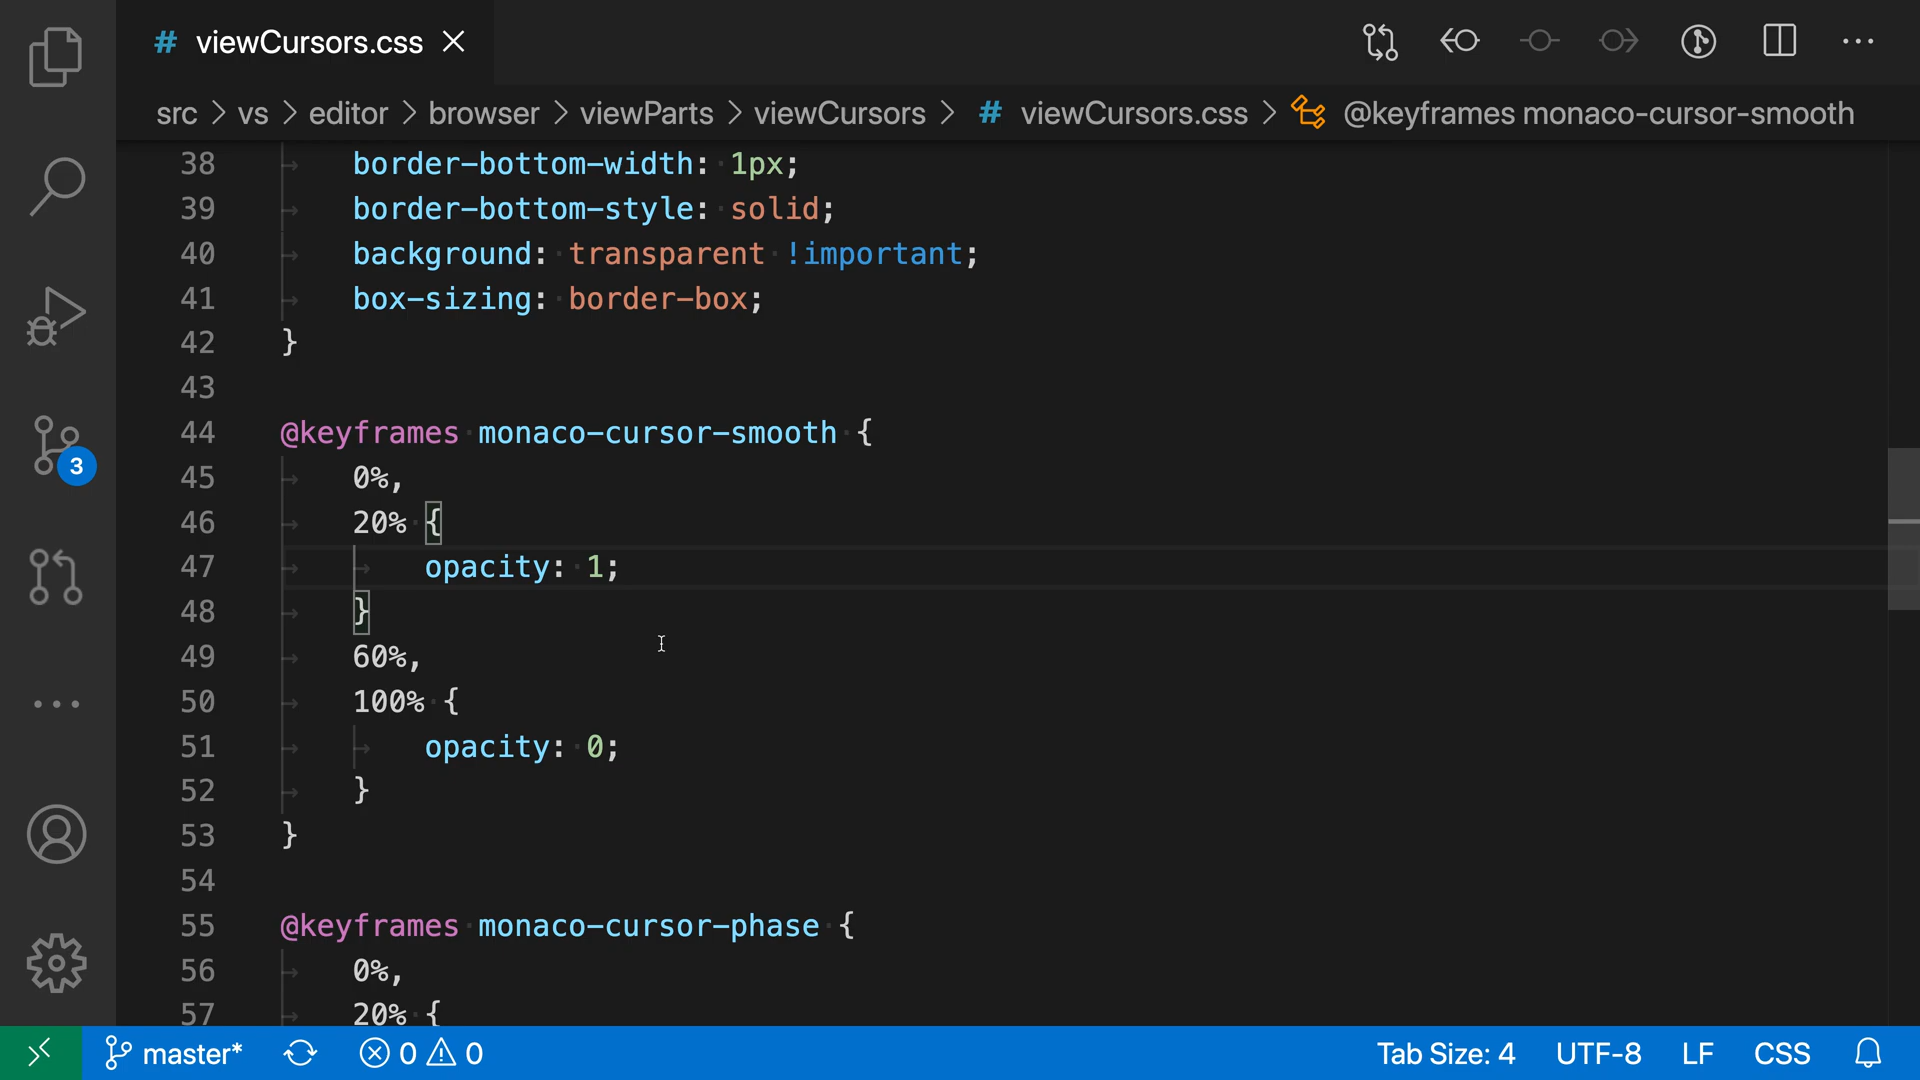 # viewCursors.css
src > vs > editor > browser > viewParts > viewCursors > # viewCursors.css > @keyframes monaco-cursor-smooth
38 border-bottom-width: 1px;
39 border-bottom-style: solid;
40 background: transparent !important;
41 box-sizing: border-box;
42 }
43
44 @keyframes monaco-cursor-smooth {
45 0%,
46 20% {
47 opacity: 1;
48 }
49 60%,
50 100% {
51 opacity: 0;
52 }
53 }
54
55 @keyframes monaco-cursor-phase {
56 0%,
57 20% {
3
master* 0 0 Tab Size: 4 UTF-8 LF CSS